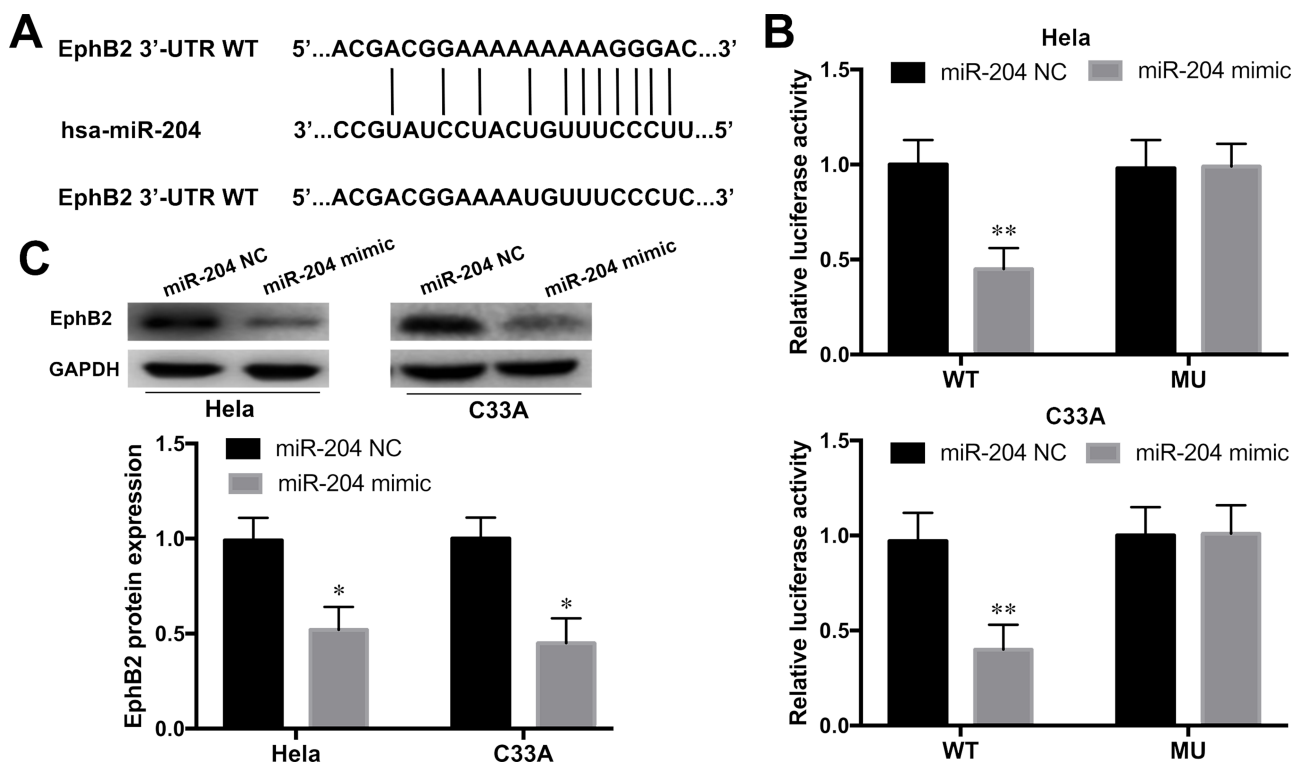 A
EphB2 3’-UTR WT 5’...ACGACGGAAAAAAAAAGGGAC...3’
hsa-miR-204 3’...CCGUAUCCUACUGUUUCCCUU...5’
EphB2 3’-UTR WT 5’...ACGACGGAAAAUGUUUCCCUC...3’
B
Hela
miR-204 NC miR-204 mimic
Relative luciferase activity
1.5
1.0
0.5
0.0
**
WT MU
C33A
miR-204 NC miR-204 mimic
Relative luciferase activity
1.5
1.0
0.5
0.0
**
WT MU
C
miR-204 NC miR-204 mimic miR-204 NC miR-204 mimic
EphB2
GAPDH
Hela C33A
miR-204 NC
miR-204 mimic
EphB2 protein expression
1.5
1.0
0.5
0.0
* *
Hela C33A